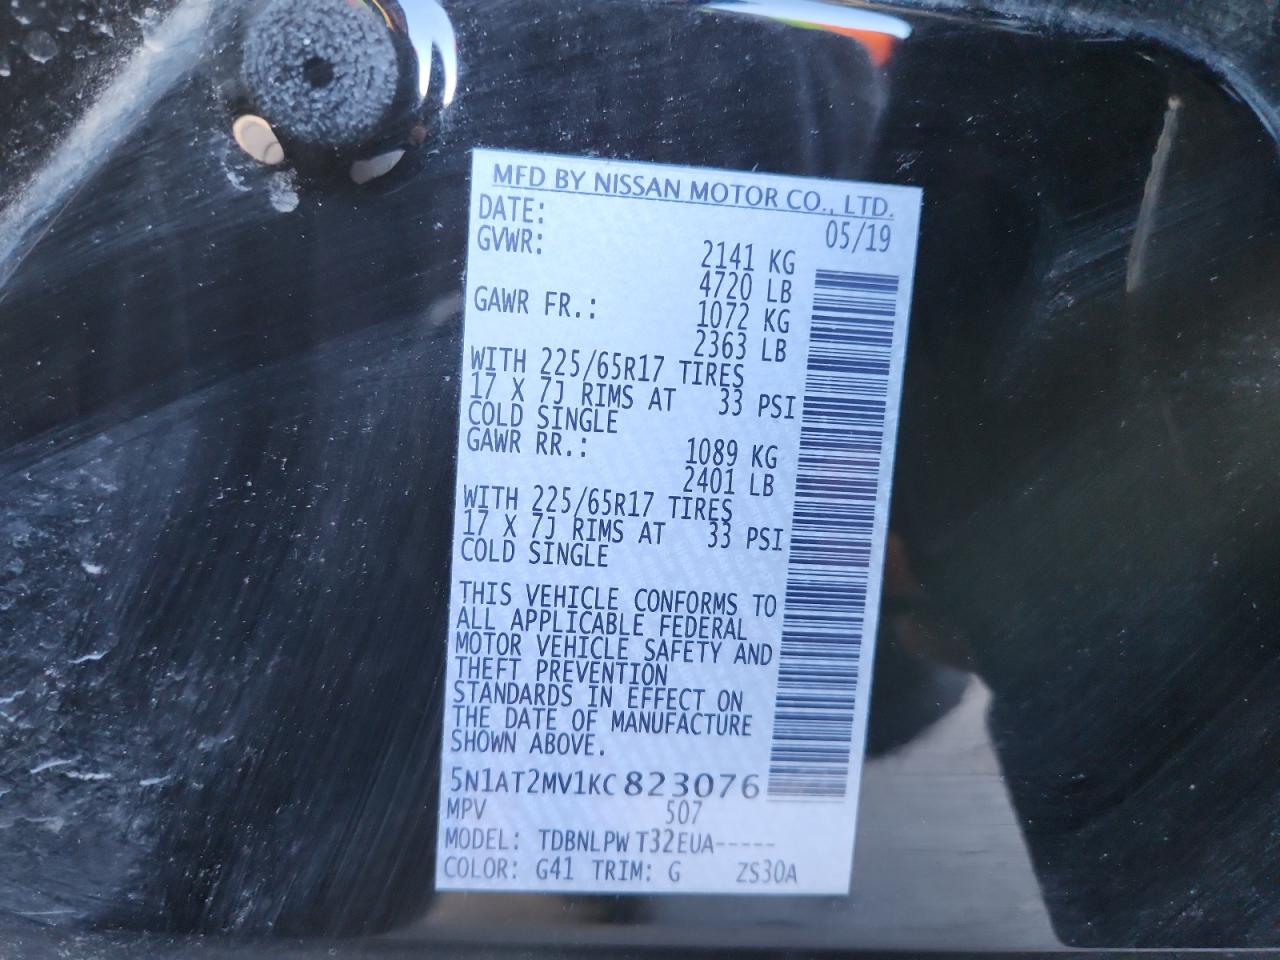 MFD BY NISSAN MOTOR CO., LTD.
DATE: 05/19
GVWR: 2141 KG
4720 LB
GAWR FR.: 1072 KG
2363 LB
WITH 225/65R17 TIRES
17 X 7J RIMS AT 33 PSI
COLD SINGLE
GAWR RR.: 1089 KG
2401 LB
WITH 225/65R17 TIRES
17 X 7J RIMS AT 33 PSI
COLD SINGLE
THIS VEHICLE CONFORMS TO
ALL APPLICABLE FEDERAL
MOTOR VEHICLE SAFETY AND
THEFT PREVENTION
STANDARDS IN EFFECT ON
THE DATE OF MANUFACTURE
SHOWN ABOVE.
5N1AT2MV1KC823076
MPV 507
MODEL: TDBNLPW T32EUA-----
COLOR: G41 TRIM: G ZS30A